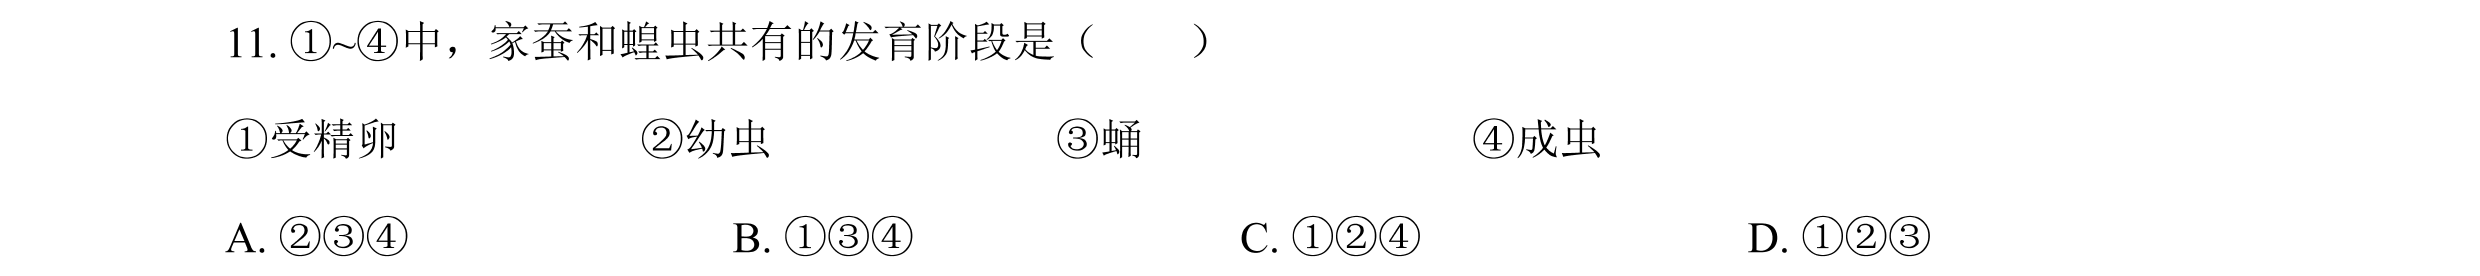 11. ①~④中，家蚕和蝗虫共有的发育阶段是（　　）
①受精卵 ②幼虫 ③蛹 ④成虫
A. ②③④ B. ①③④ C. ①②④ D. ①②③